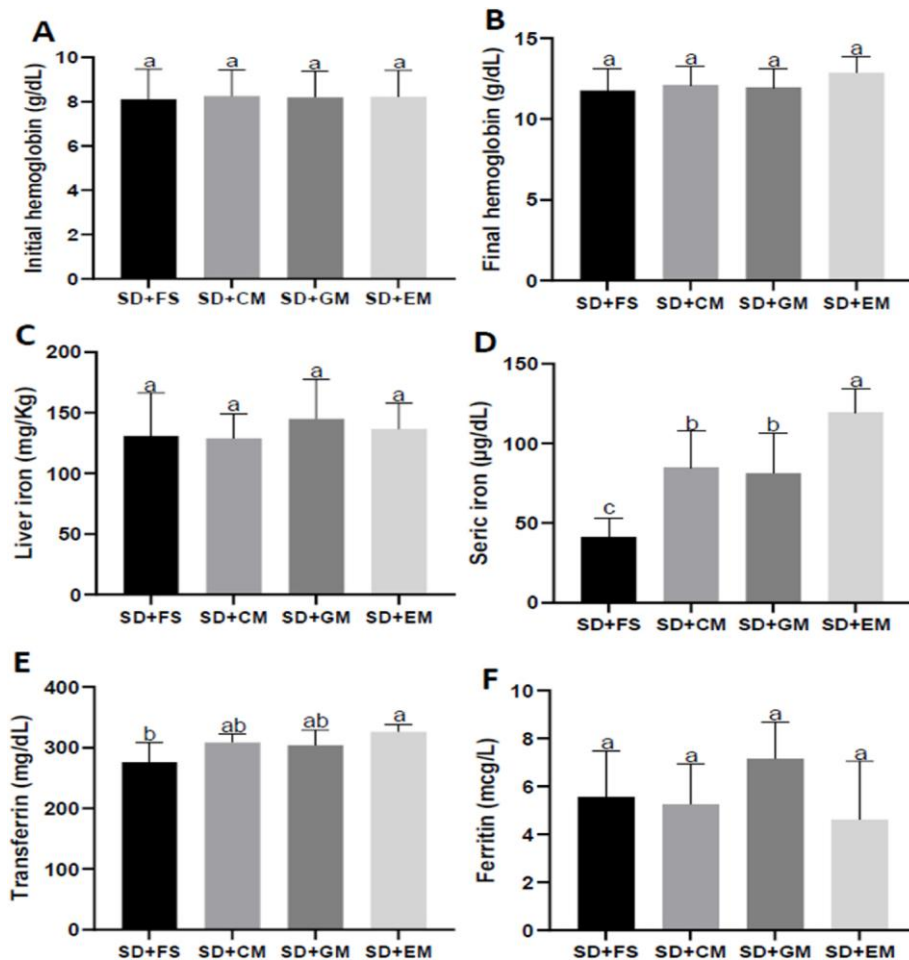 A
Initial hemoglobin (g/dL)
10
8
6
4
2
0
a a a a
SD+FS SD+CM SD+GM SD+EM
B
Final hemoglobin (g/dL)
15
10
5
0
a a a a
SD+FS SD+CM SD+GM SD+EM
C
Liver iron (mg/Kg)
200
150
100
50
0
a a a a
SD+FS SD+CM SD+GM SD+EM
D
Seric iron (µg/dL)
150
100
50
0
c b b a
SD+FS SD+CM SD+GM SD+EM
E
Transferrin (mg/dL)
400
300
200
100
0
b ab ab a
SD+FS SD+CM SD+GM SD+EM
F
Ferritin (mcg/L)
10
8
6
4
2
0
a a a a
SD+FS SD+CM SD+GM SD+EM